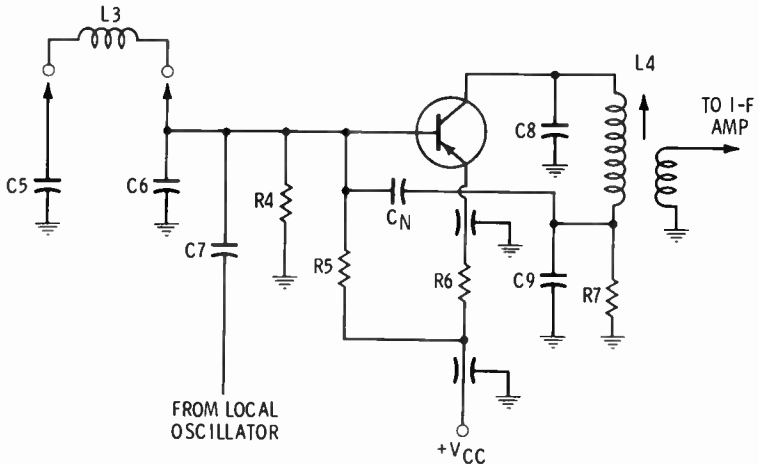 L3
L4
TO I-F
AMP
C8
C5
C6
R4
C7
CN
R5
R6
C9
R7
FROM LOCAL
OSCILLATOR
+VCC